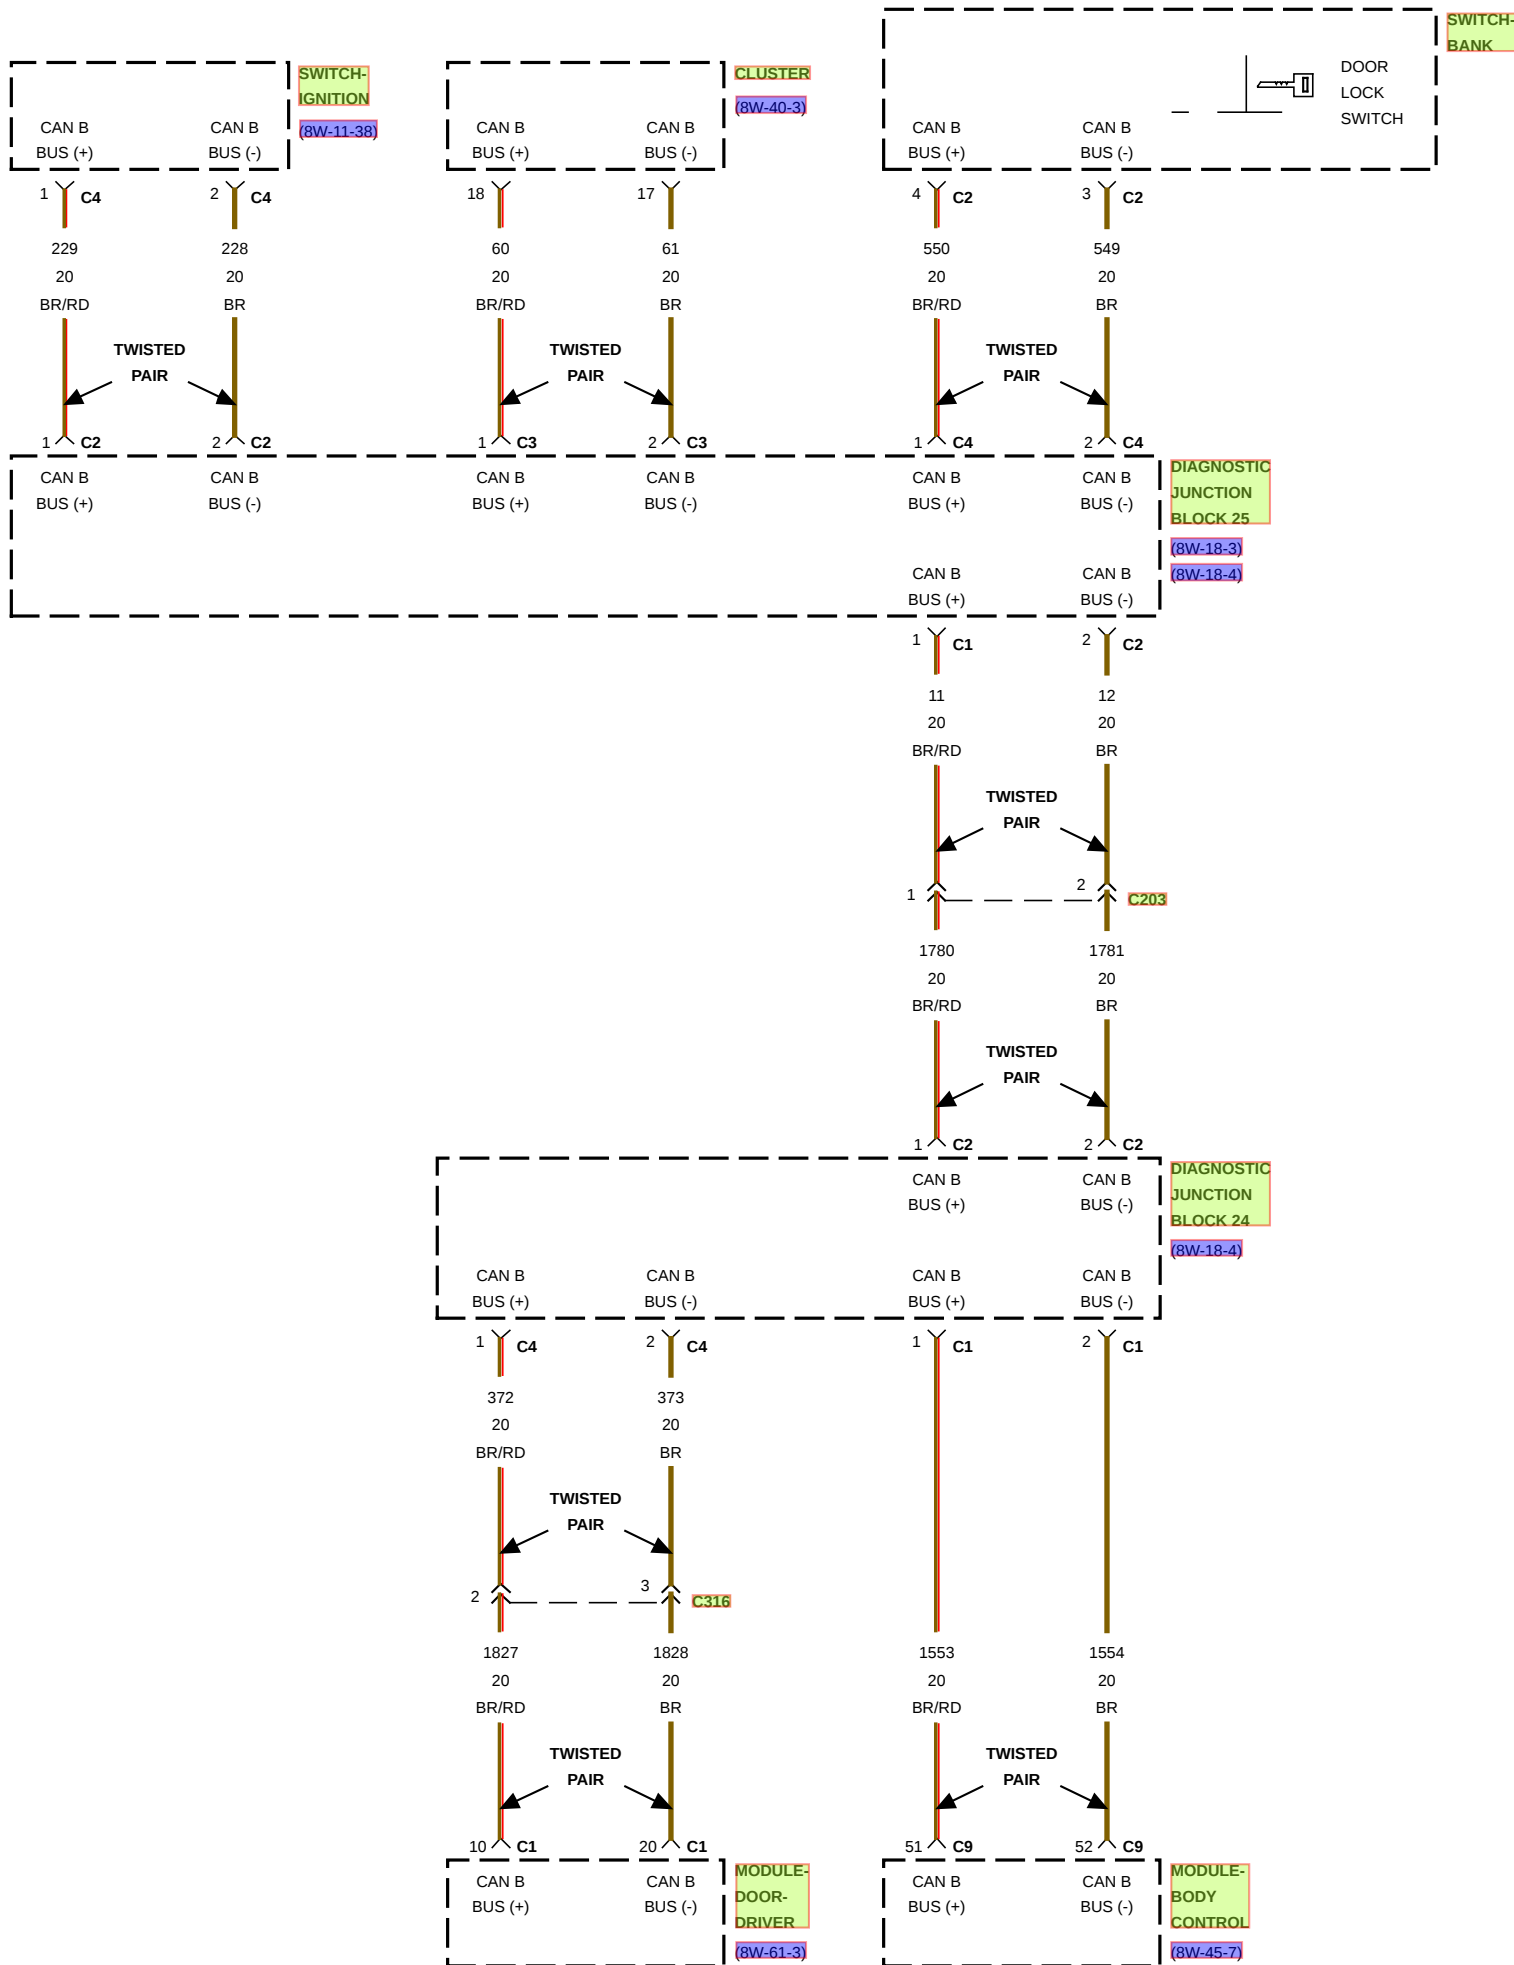 SWITCH-
BANK
DOOR
LOCK
SWITCH
SWITCH-
IGNITION
(8W-11-38)
CLUSTER
(8W-40-3)
CAN B CAN B CAN B CAN B CAN B CAN B
BUS (+) BUS (-) BUS (+) BUS (-) BUS (+) BUS (-)
1 C4 2 C4 18 17 4 C2 3 C2
229 228 60 61 550 549
20 20 20 20 20 20
BR/RD BR BR/RD BR BR/RD BR
TWISTED TWISTED TWISTED
PAIR PAIR PAIR
1 C2 2 C2 1 C3 2 C3 1 C4 2 C4
CAN B CAN B CAN B CAN B CAN B CAN B
BUS (+) BUS (-) BUS (+) BUS (-) BUS (+) BUS (-)
DIAGNOSTIC
JUNCTION
BLOCK 25
(8W-18-3)
(8W-18-4)
CAN B CAN B
BUS (+) BUS (-)
1 C1 2 C2
11 12
20 20
BR/RD BR
TWISTED
PAIR
1 2 C203
1780 1781
20 20
BR/RD BR
TWISTED
PAIR
1 C2 2 C2
CAN B CAN B
BUS (+) BUS (-)
DIAGNOSTIC
JUNCTION
BLOCK 24
(8W-18-4)
CAN B CAN B CAN B CAN B
BUS (+) BUS (-) BUS (+) BUS (-)
1 C4 2 C4 1 C1 2 C1
372 373
20 20
BR/RD BR
TWISTED
PAIR
2 3 C316
1827 1828 1553 1554
20 20 20 20
BR/RD BR BR/RD BR
TWISTED TWISTED
PAIR PAIR
10 C1 20 C1 51 C9 52 C9
CAN B CAN B CAN B CAN B
BUS (+) BUS (-) BUS (+) BUS (-)
MODULE-
DOOR-
DRIVER
(8W-61-3)
MODULE-
BODY
CONTROL
(8W-45-7)